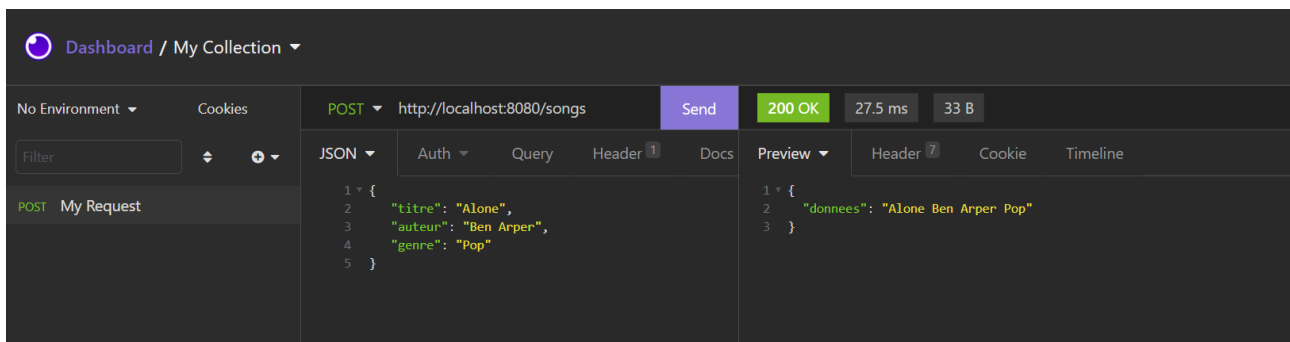 Dashboard / My Collection
No Environment Cookies
Filter
POST My Request
POST http://localhost:8080/songs Send
JSON Auth Query Header 1 Docs
1 {
2 "titre": "Alone",
3 "auteur": "Ben Arper",
4 "genre": "Pop"
5 }
200 OK 27.5 ms 33 B
Preview Header 7 Cookie Timeline
1 {
2 "donnees": "Alone Ben Arper Pop"
3 }